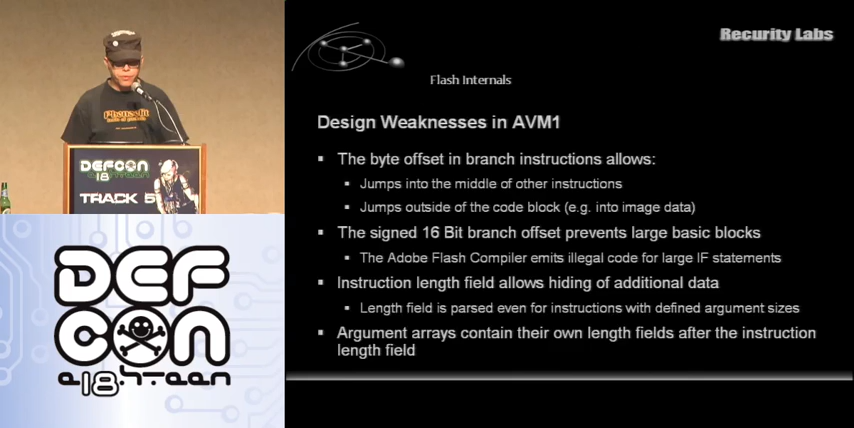 DEFCON
18
TRACK 5
DEF
CON
Recurity Labs
Flash Internals
Design Weaknesses in AVM1
▪ The byte offset in branch instructions allows:
▪ Jumps into the middle of other instructions
▪ Jumps outside of the code block (e.g. into image data)
▪ The signed 16 Bit branch offset prevents large basic blocks
▪ The Adobe Flash Compiler emits illegal code for large IF statements
▪ Instruction length field allows hiding of additional data
▪ Length field is parsed even for instructions with defined argument sizes
▪ Argument arrays contain their own length fields after the instruction
length field